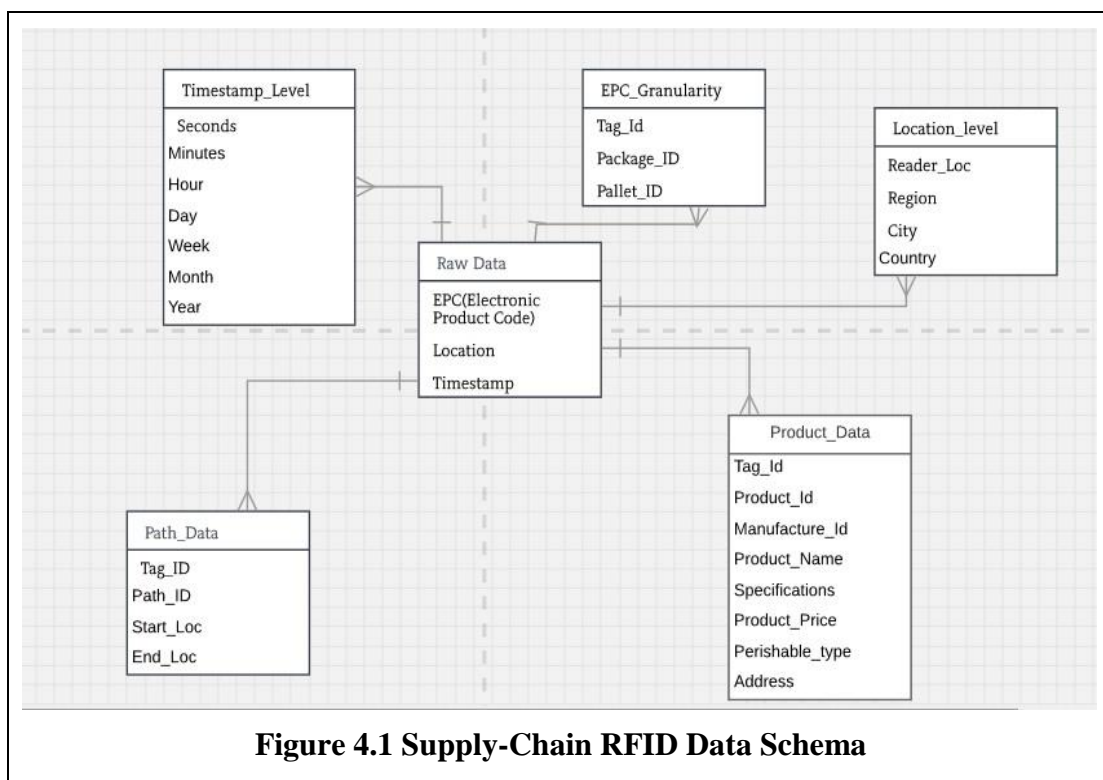 Timestamp_Level
Seconds
Minutes
Hour
Day
Week
Month
Year
EPC_Granularity
Tag_Id
Package_ID
Pallet_ID
Location_level
Reader_Loc
Region
City
Country
Raw Data
EPC(Electronic
Product Code)
Location
Timestamp
Path_Data
Tag_ID
Path_ID
Start_Loc
End_Loc
Product_Data
Tag_Id
Product_Id
Manufacture_Id
Product_Name
Specifications
Product_Price
Perishable_type
Address
Figure 4.1 Supply-Chain RFID Data Schema